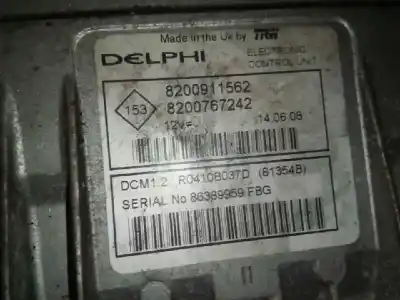 Made in the Uk by TRW
DELPHI
ELECTRONIC
CONTROL UNIT
8200911562
153
8200767242
12V
14.06.08
DCM1.2 R0410B037D (81354B)
SERIAL No 86389959 FBG